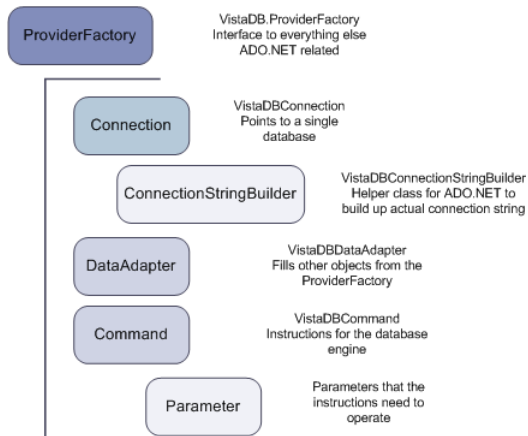 ProviderFactory
VistaDB.ProviderFactory
Interface to everything else
ADO.NET related
Connection
VistaDBConnection
Points to a single
database
ConnectionStringBuilder
VistaDBConnectionStringBuilder
Helper class for ADO.NET to
build up actual connection string
DataAdapter
VistaDBDataAdapter
Fills other objects from the
ProviderFactory
Command
VistaDBCommand
Instructions for the database
engine
Parameter
Parameters that the
instructions need to
operate